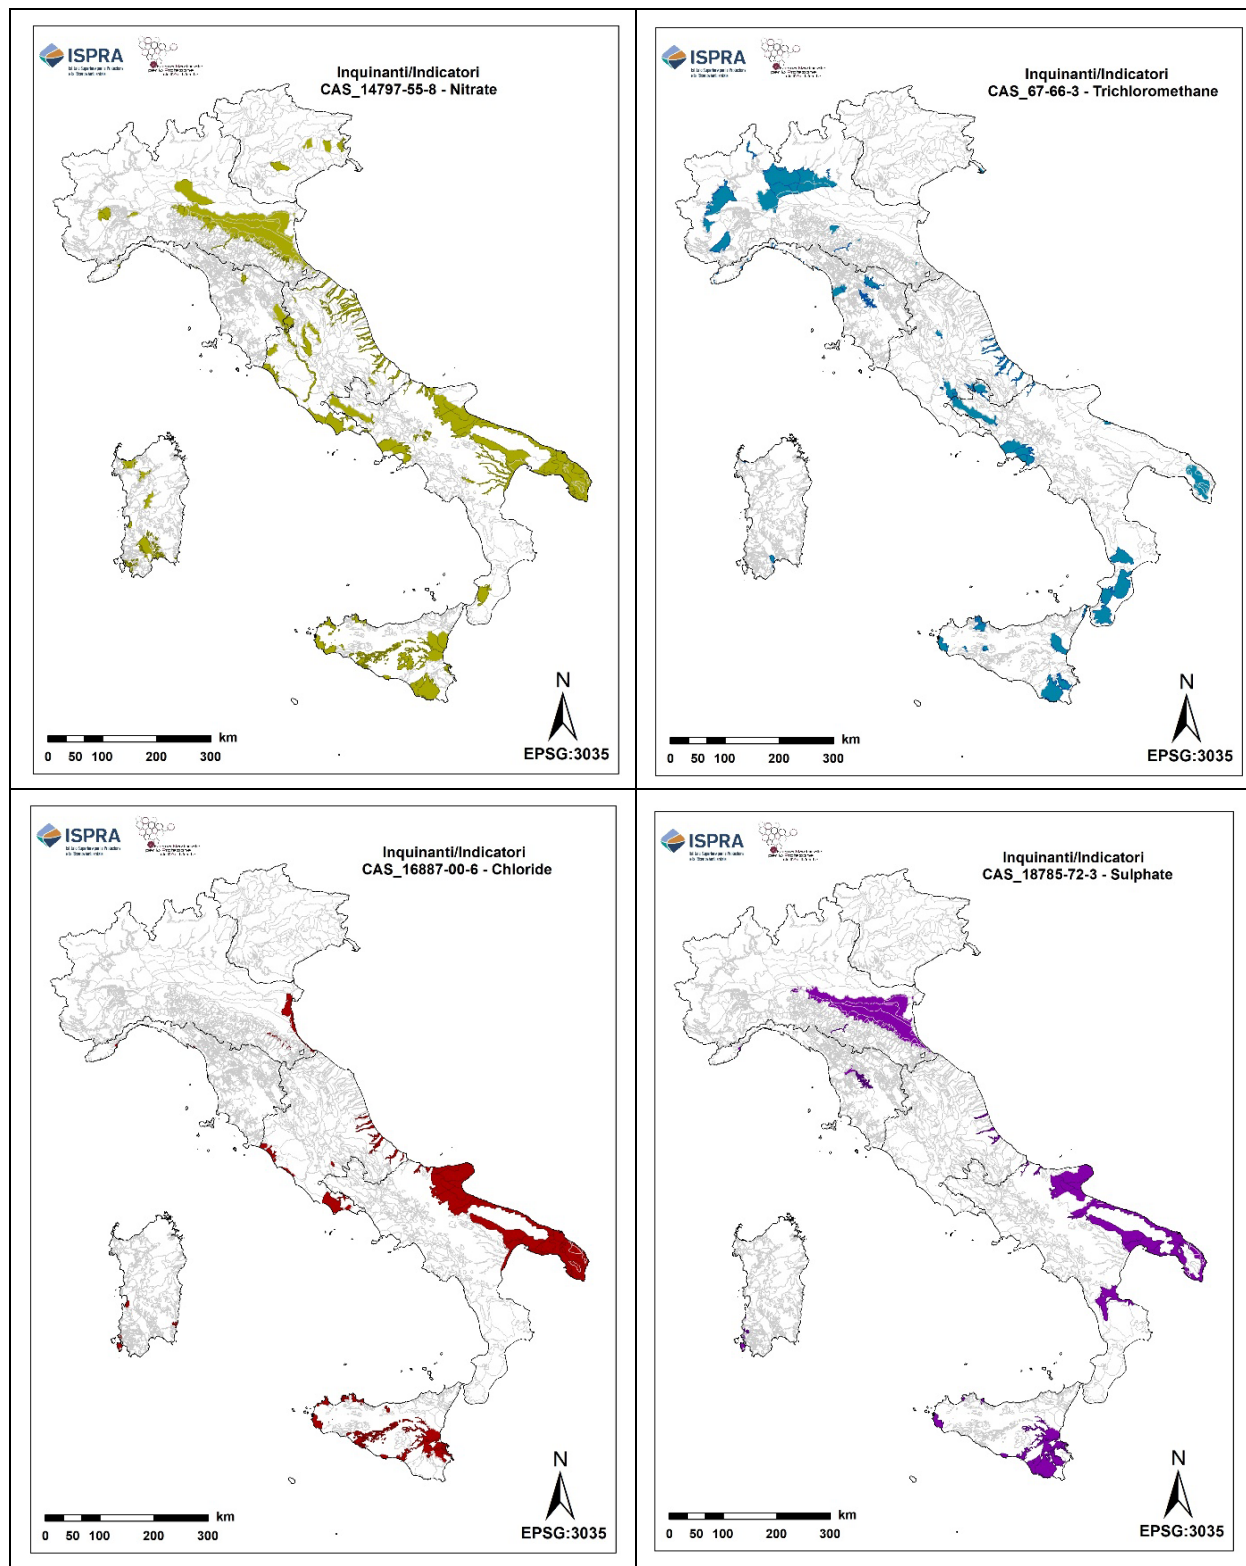 ISPRA
Inquinanti/Indicatori
CAS_14797-55-8 - Nitrate
N
km
0 50 100 200 300
EPSG:3035
ISPRA
Inquinanti/Indicatori
CAS_67-66-3 - Trichloromethane
N
km
0 50 100 200 300
EPSG:3035
ISPRA
Inquinanti/Indicatori
CAS_16887-00-6 - Chloride
N
km
0 50 100 200 300
EPSG:3035
ISPRA
Inquinanti/Indicatori
CAS_18785-72-3 - Sulphate
N
km
0 50 100 200 300
EPSG:3035